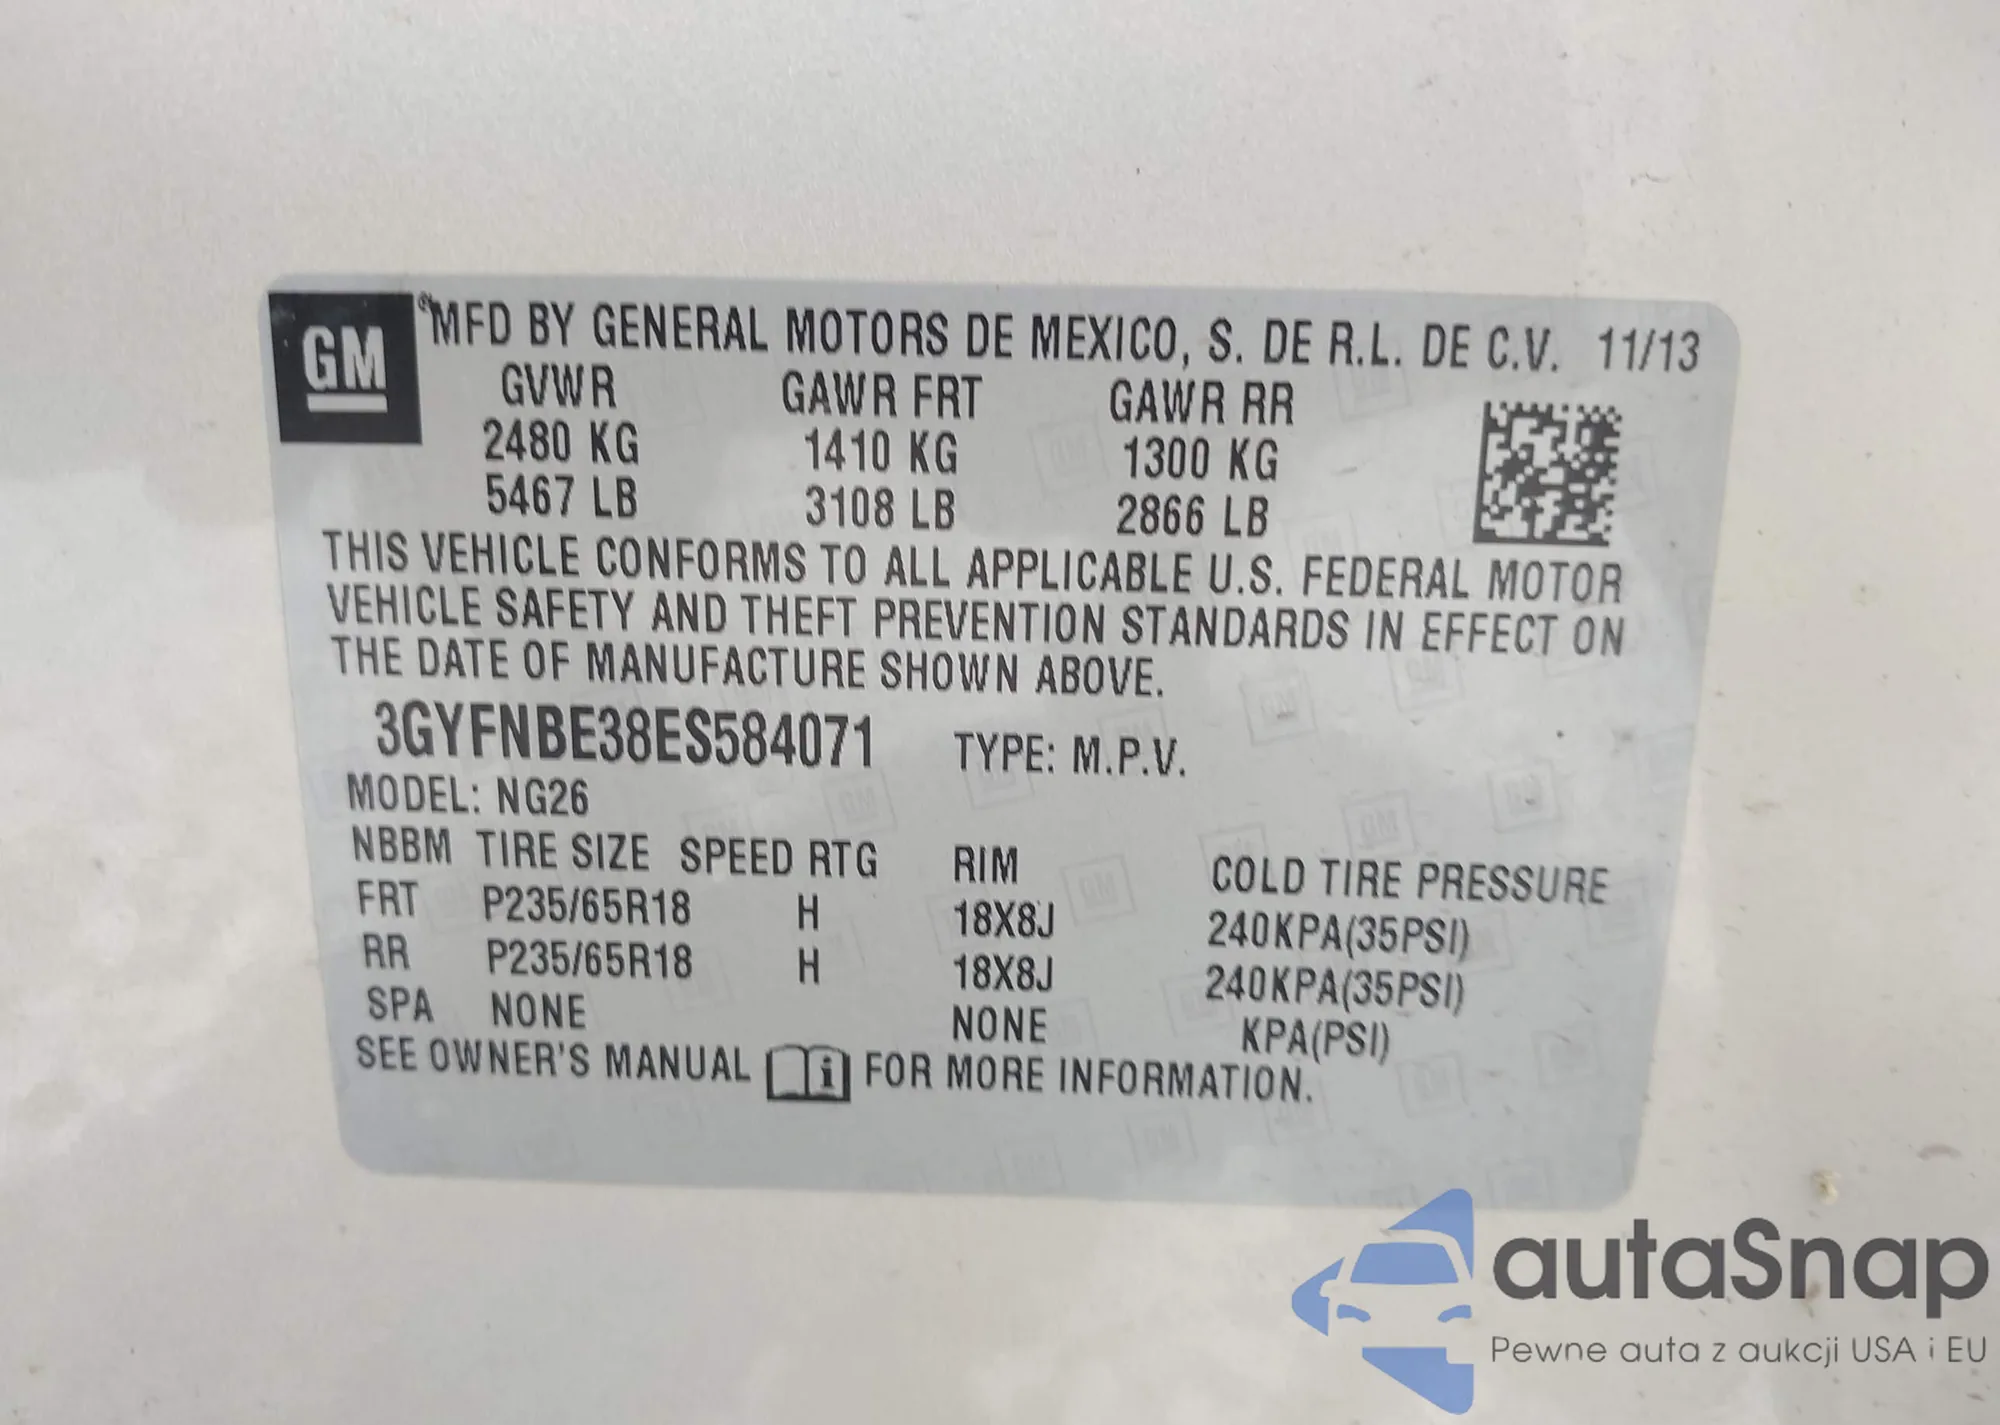 GM
MFD BY GENERAL MOTORS DE MEXICO, S. DE R.L. DE C.V. 11/13
GVWR GAWR FRT GAWR RR
2480 KG 1410 KG 1300 KG
5467 LB 3108 LB 2866 LB
THIS VEHICLE CONFORMS TO ALL APPLICABLE U.S. FEDERAL MOTOR
VEHICLE SAFETY AND THEFT PREVENTION STANDARDS IN EFFECT ON
THE DATE OF MANUFACTURE SHOWN ABOVE.
3GYFNBE38ES584071 TYPE: M.P.V.
MODEL: NG26
NBBM TIRE SIZE SPEED RTG RIM COLD TIRE PRESSURE
FRT P235/65R18 H 18X8J 240KPA(35PSI)
RR P235/65R18 H 18X8J 240KPA(35PSI)
SPA NONE NONE KPA(PSI)
SEE OWNER'S MANUAL i FOR MORE INFORMATION.
autaSnap
Pewne auta z aukcji USA i EU